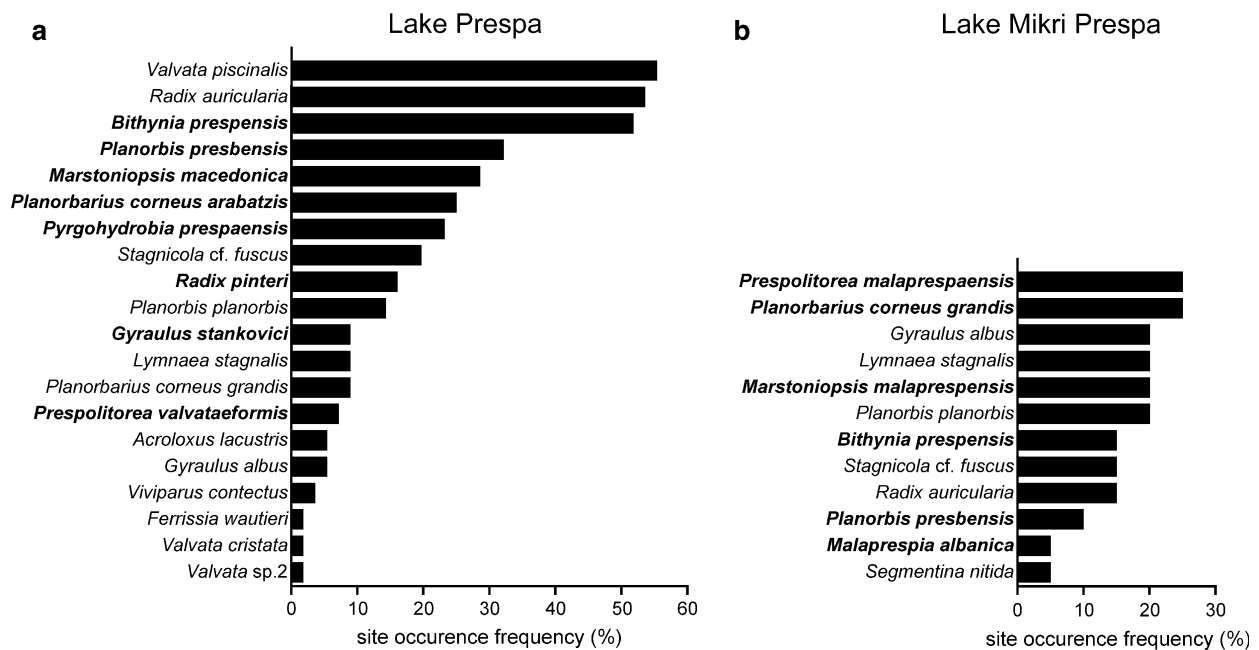 a
Lake Prespa
Valvata piscinalis
Radix auricularia
Bithynia prespensis
Planorbis presbensis
Marstoniopsis macedonica
Planorbarius corneus arabatzis
Pyrgohydrobia prespaensis
Stagnicola cf. fuscus
Radix pinteri
Planorbis planorbis
Gyraulus stankovici
Lymnaea stagnalis
Planorbarius corneus grandis
Prespolitorea valvataeformis
Acroloxus lacustris
Gyraulus albus
Viviparus contectus
Ferrissia wautieri
Valvata cristata
Valvata sp.2
0 10 20 30 40 50 60
site occurence frequency (%)
b
Lake Mikri Prespa
Prespolitorea malaprespaensis
Planorbarius corneus grandis
Gyraulus albus
Lymnaea stagnalis
Marstoniopsis malaprespensis
Planorbis planorbis
Bithynia prespensis
Stagnicola cf. fuscus
Radix auricularia
Planorbis presbensis
Malaprespia albanica
Segmentina nitida
0 10 20 30
site occurence frequency (%)